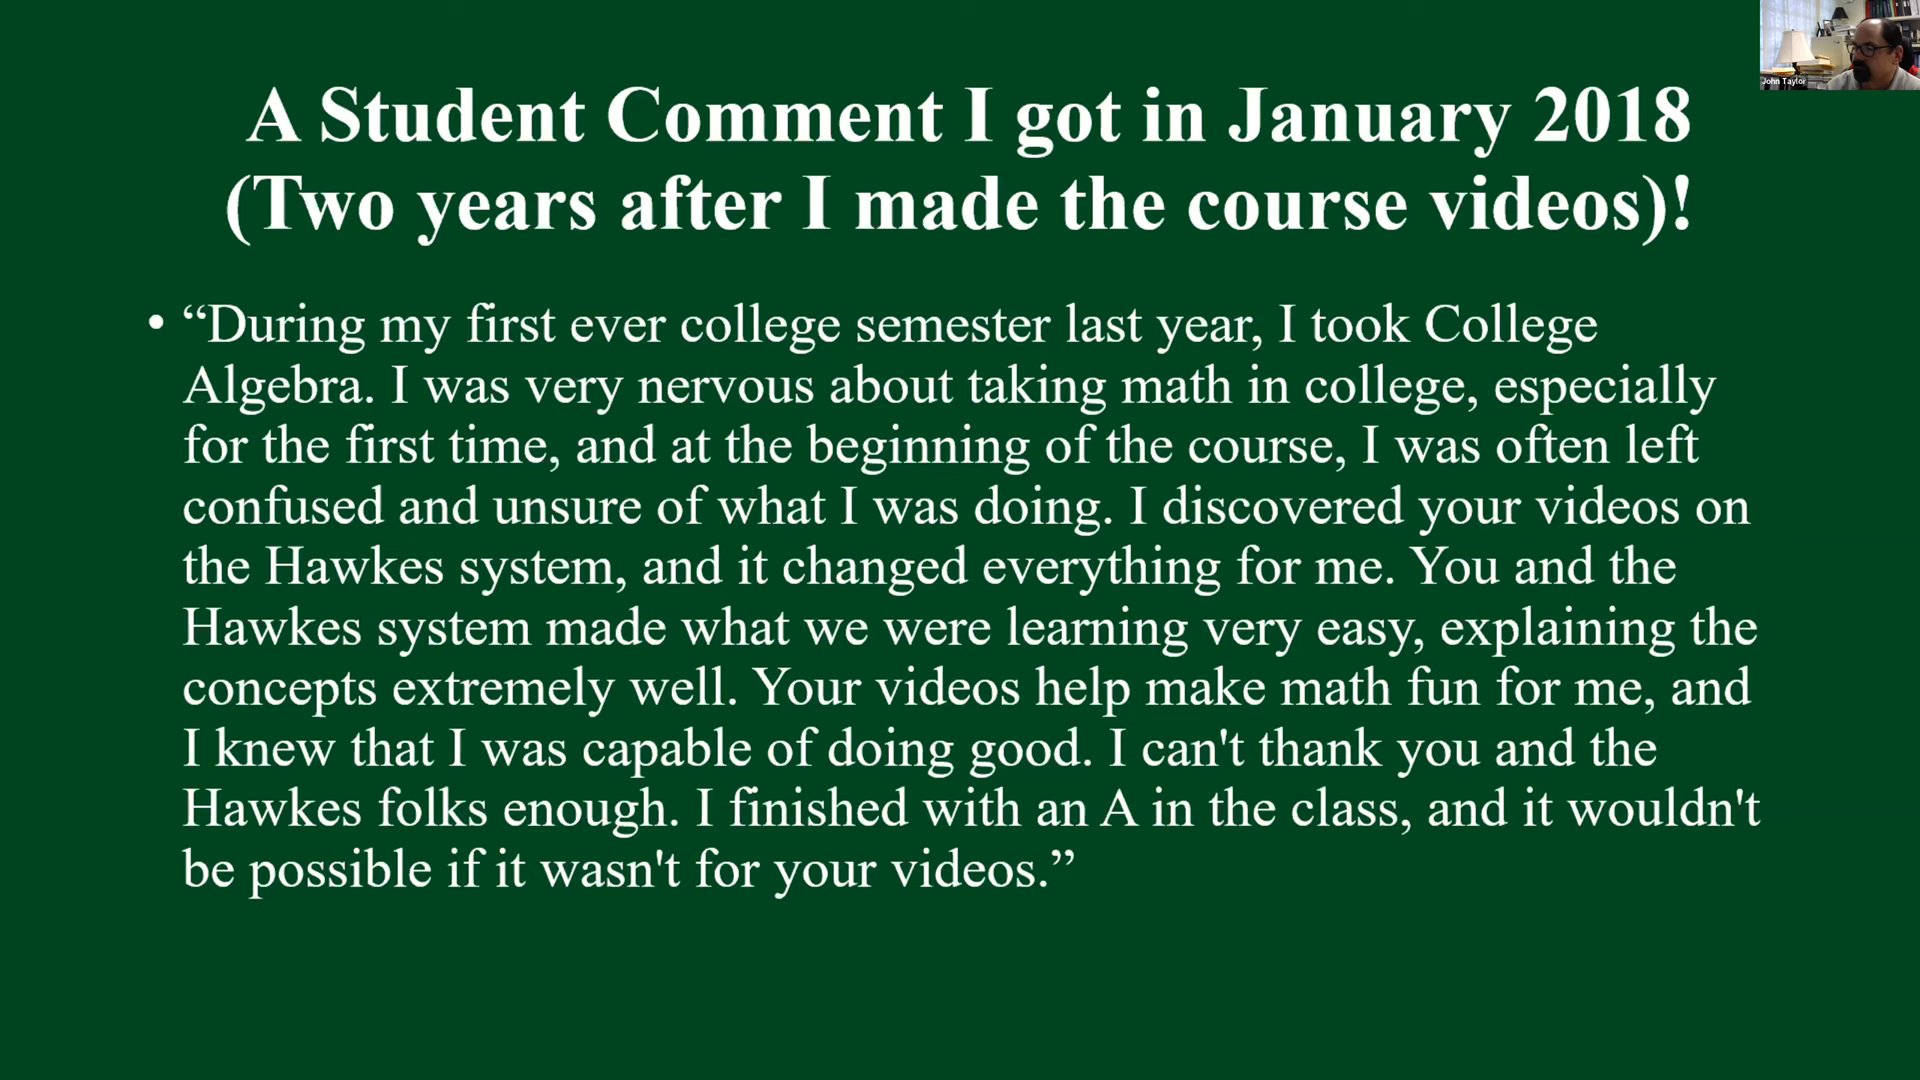 A Student Comment I got in January 2018
(Two years after I made the course videos)!
• “During my first ever college semester last year, I took College
Algebra. I was very nervous about taking math in college, especially
for the first time, and at the beginning of the course, I was often left
confused and unsure of what I was doing. I discovered your videos on
the Hawkes system, and it changed everything for me. You and the
Hawkes system made what we were learning very easy, explaining the
concepts extremely well. Your videos help make math fun for me, and
I knew that I was capable of doing good. I can't thank you and the
Hawkes folks enough. I finished with an A in the class, and it wouldn't
be possible if it wasn't for your videos.”
John Taylor